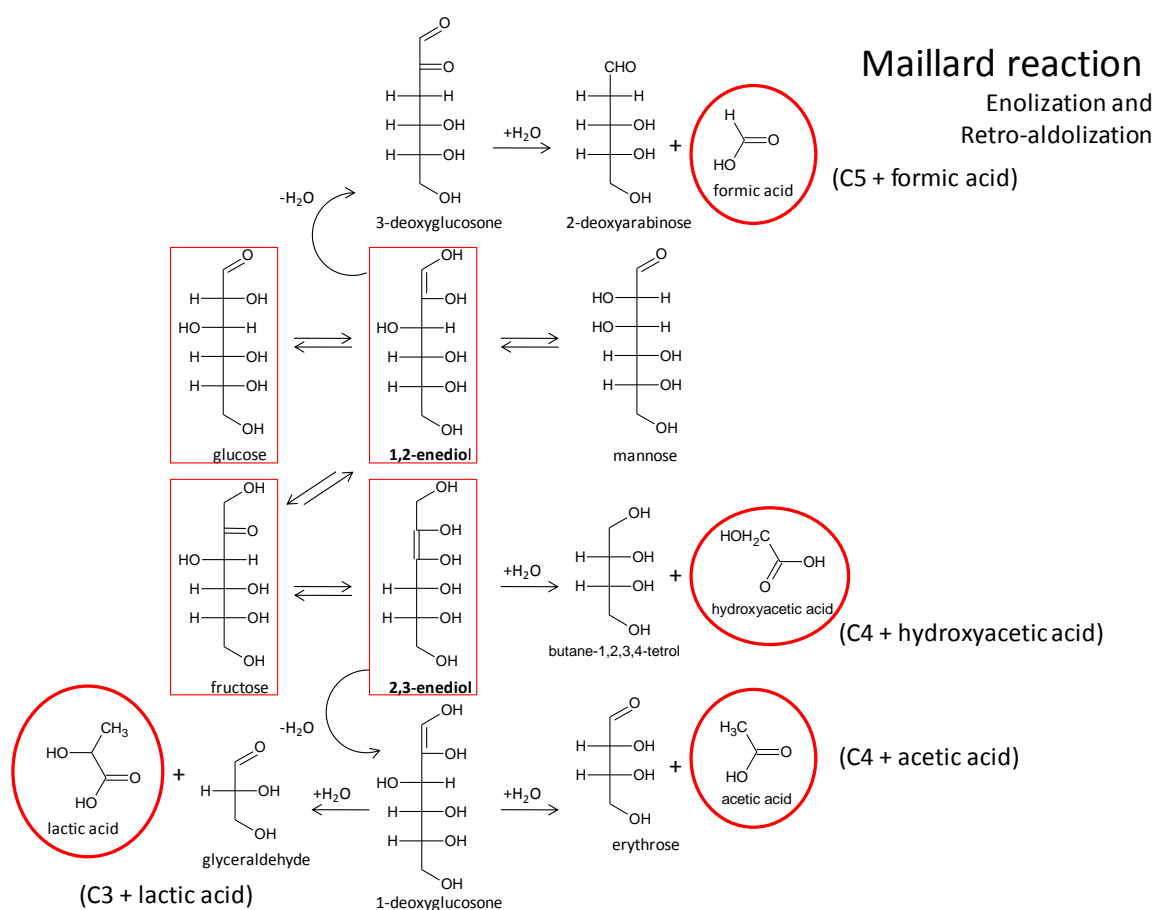 Maillard reaction
Enolization and
Retro-aldolization
O
O
H H
H OH
H OH
OH
3-deoxyglucosone
+H2O
CHO
H H
H OH
H OH
OH
2-deoxyarabinose
+
H
O
HO
formic acid
(C5 + formic acid)
-H2O
O
H OH
HO H
H OH
H OH
OH
glucose
OH
OH
HO H
H OH
H OH
OH
1,2-enediol
O
HO H
HO H
H OH
H OH
OH
mannose
OH
O
HO H
H OH
H OH
OH
fructose
OH
OH
OH
H OH
H OH
OH
2,3-enediol
+H2O
OH
H OH
H OH
OH
butane-1,2,3,4-tetrol
+
HOH2C
OH
O
hydroxyacetic acid
(C4 + hydroxyacetic acid)
-H2O
CH3
HO
O
HO
lactic acid
+
O
H OH
OH
glyceraldehyde
(C3 + lactic acid)
+H2O
OH
OH
HO H
H OH
H OH
OH
1-deoxyglucosone
+H2O
O
H OH
H OH
OH
erythrose
+
H3C
O
HO
acetic acid
(C4 + acetic acid)